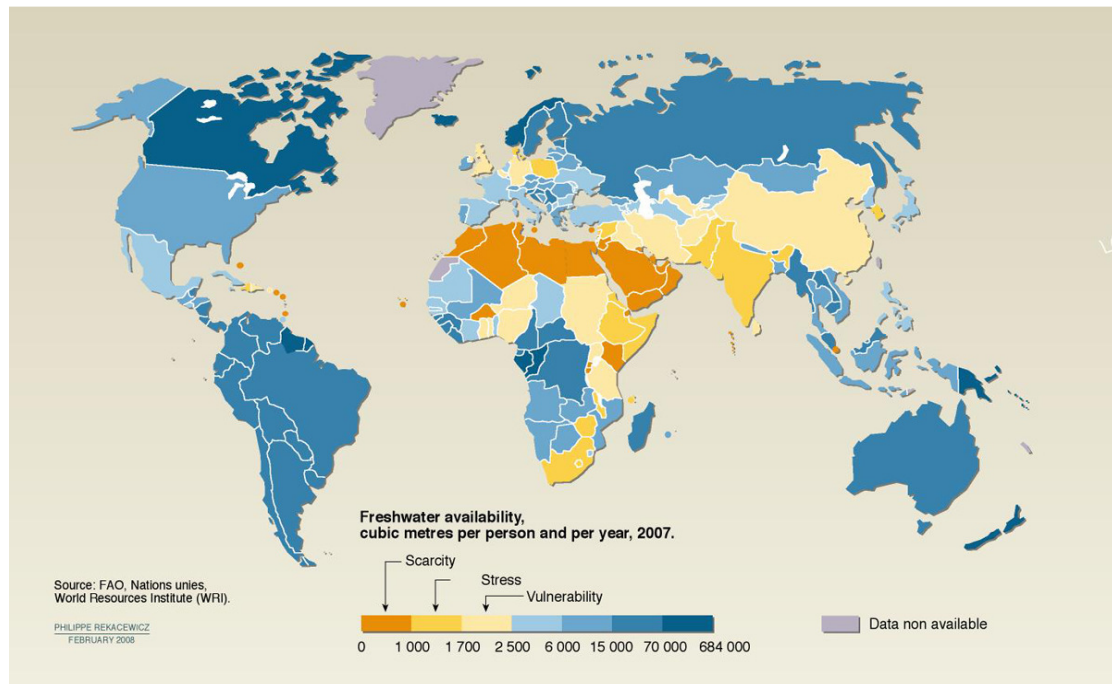 Freshwater availability,
cubic metres per person and per year, 2007.
Scarcity
Stress
Vulnerability
0 1 000 1 700 2 500 6 000 15 000 70 000 684 000
Data non available
Source: FAO, Nations unies,
World Resources Institute (WRI).
PHILIPPE REKACEWICZ
FEBRUARY 2008